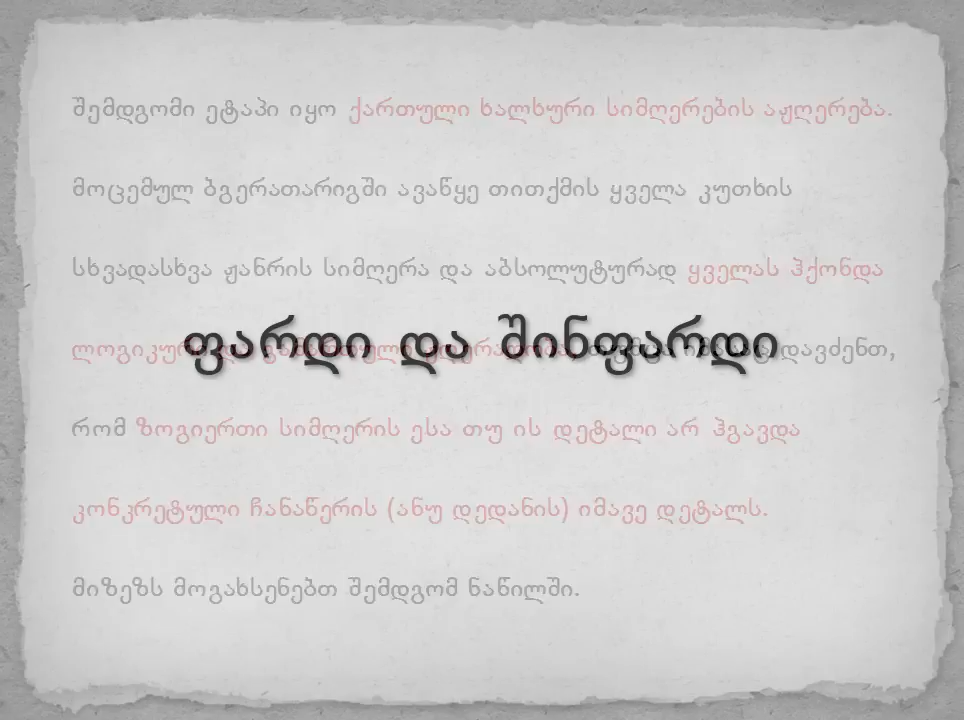 შემდგომი ეტაპი იყო ქართული ხალხური სიმღერების აჟღერება.
მოცემულ ბგერათარიგში ავაწყე თითქმის ყველა კუთხის
სხვადასხვა ჟანრის სიმღერა და აბსოლუტურად ყველას ჰქონდა
ფარდი და შინფარდი
დავძენთ,
რომ ზოგიერთი სიმღერის ესა თუ ის დეტალი არ ჰგავდა
კონკრეტული ჩანაწერის (ანუ დედანის) იმავე დეტალს.
მიზეზს მოგახსენებთ შემდგომ ნაწილში.